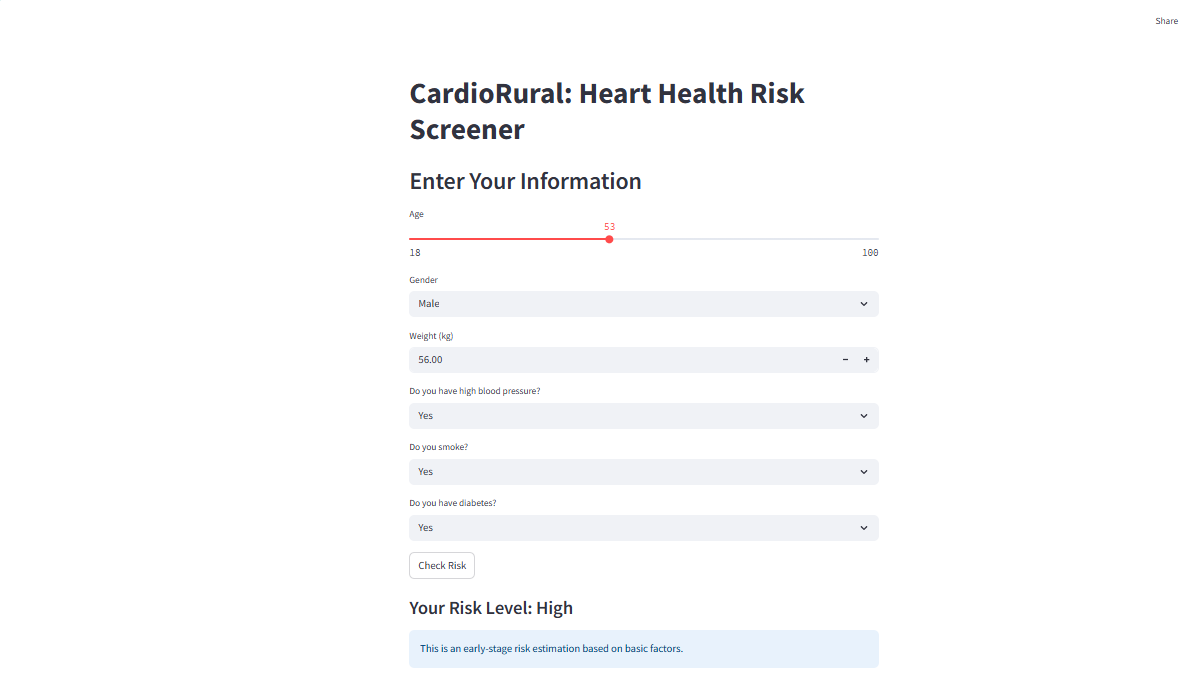 Share
CardioRural: Heart Health Risk
Screener
Enter Your Information
Age
53
18 100
Gender
Male
Weight (kg)
56.00 − +
Do you have high blood pressure?
Yes
Do you smoke?
Yes
Do you have diabetes?
Yes
Check Risk
Your Risk Level: High
This is an early-stage risk estimation based on basic factors.